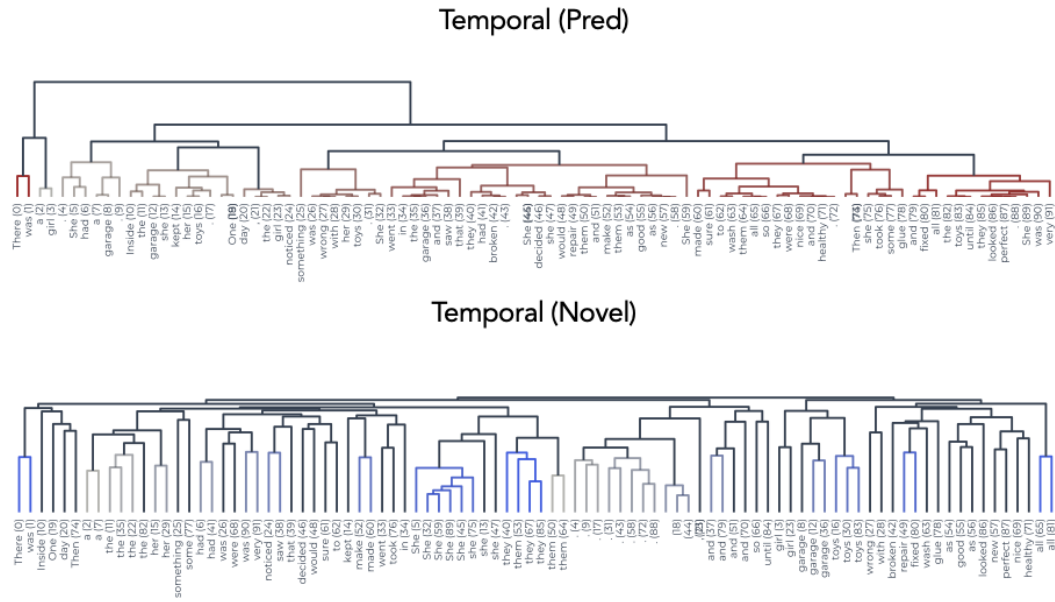 Temporal (Pred)
There (0)
was (1)
a (2)
girl (3)
. (4)
She (5)
had (6)
a (7)
garage (8)
. (9)
Inside (10)
the (11)
garage (12)
she (13)
kept (14)
her (15)
toys (16)
. (17)
One (19)
day (20)
, (21)
the (22)
girl (23)
noticed (24)
something (25)
was (26)
wrong (27)
with (28)
her (29)
toys (30)
. (31)
She (32)
went (33)
in (34)
the (35)
garage (36)
and (37)
saw (38)
that (39)
they (40)
had (41)
broken (42)
. (43)
She (45)
decided (46)
she (47)
would (48)
repair (49)
them (50)
and (51)
make (52)
them (53)
as (54)
good (55)
as (56)
new (57)
. (58)
She (59)
made (60)
sure (61)
to (62)
wash (63)
them (64)
all (65)
so (66)
they (67)
were (68)
nice (69)
and (70)
healthy (71)
. (72)
Then (74)
she (75)
took (76)
some (77)
glue (78)
and (79)
fixed (80)
all (81)
the (82)
toys (83)
until (84)
they (85)
looked (86)
perfect (87)
. (88)
She (89)
was (90)
very (91)
Temporal (Novel)
There (0)
was (1)
Inside (10)
One (19)
day (20)
Then (74)
a (2)
a (7)
the (11)
the (35)
the (22)
the (82)
her (15)
her (29)
something (25)
some (77)
had (6)
had (41)
was (26)
were (68)
was (90)
very (91)
noticed (24)
saw (38)
that (39)
decided (46)
would (48)
sure (61)
to (62)
kept (14)
make (52)
made (60)
went (33)
took (76)
in (34)
She (5)
She (32)
She (59)
She (89)
She (45)
she (75)
she (13)
she (47)
they (40)
them (53)
they (67)
they (85)
them (50)
them (64)
. (4)
. (9)
. (17)
. (31)
. (43)
. (58)
. (72)
. (88)
(18)
(44)
and (37)
and (79)
and (51)
and (70)
so (66)
until (84)
girl (3)
girl (23)
garage (8)
garage (12)
garage (36)
toys (16)
toys (30)
toys (83)
wrong (27)
with (28)
broken (42)
repair (49)
fixed (80)
wash (63)
glue (78)
as (54)
good (55)
as (56)
looked (86)
new (57)
perfect (87)
nice (69)
healthy (71)
all (65)
all (81)